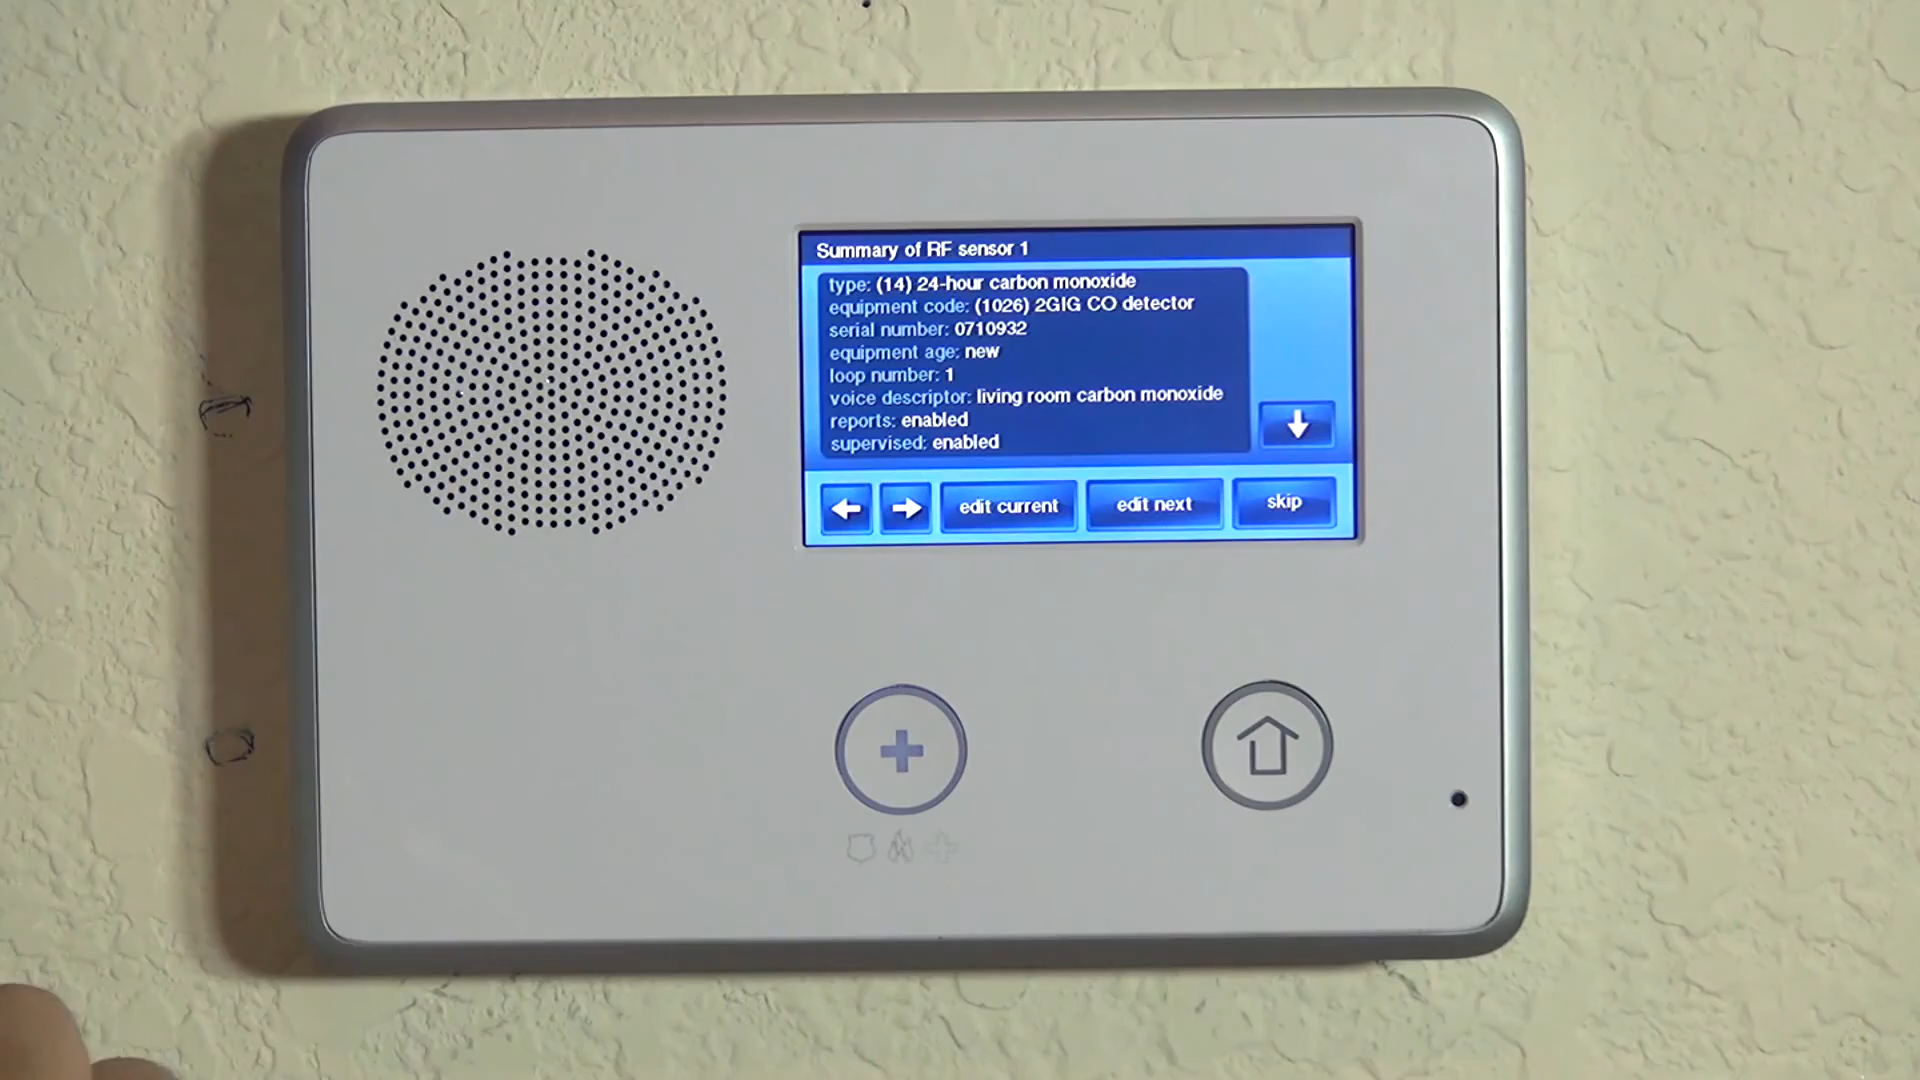 Summary of RF sensor 1
type: (14) 24-hour carbon monoxide
equipment code: (1026) 2GIG CO detector
serial number: 0710932
equipment age: new
loop number: 1
voice descriptor: living room carbon monoxide
reports: enabled
supervised: enabled
edit current
edit next
skip